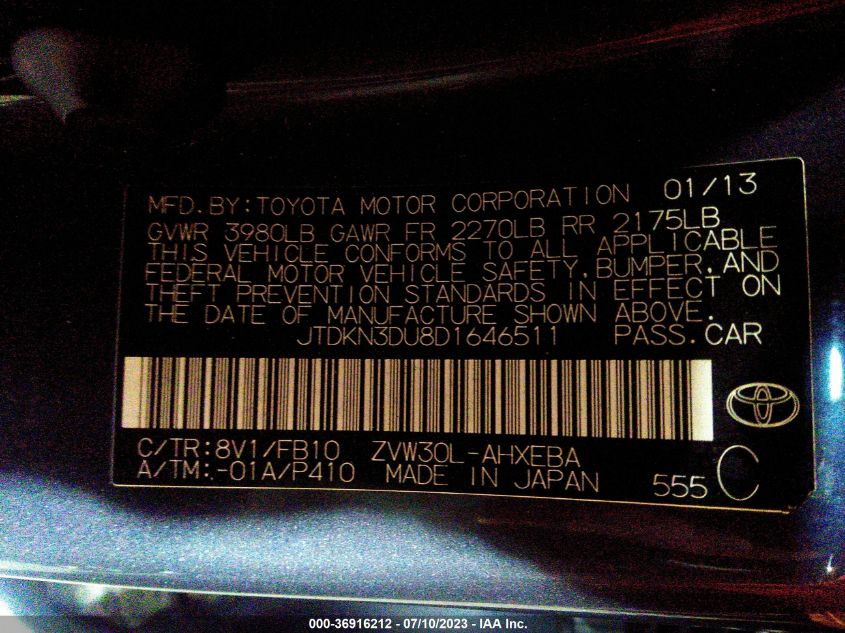 MFD.BY:TOYOTA MOTOR CORPORATION 01/13
GVWR 3980LB GAWR FR 2270LB RR 2175LB
THIS VEHICLE CONFORMS TO ALL APPLICABLE
FEDERAL MOTOR VEHICLE SAFETY,BUMPER,AND
THEFT PREVENTION STANDARDS IN EFFECT ON
THE DATE OF MANUFACTURE SHOWN ABOVE.
JTDKN3DU8D1646511 PASS.CAR
C/TR:8V1/FB10 ZVW30L-AHXEBA
A/TM:-01A/P410 MADE IN JAPAN 555 C
000-36916212 - 07/10/2023 - IAA Inc.